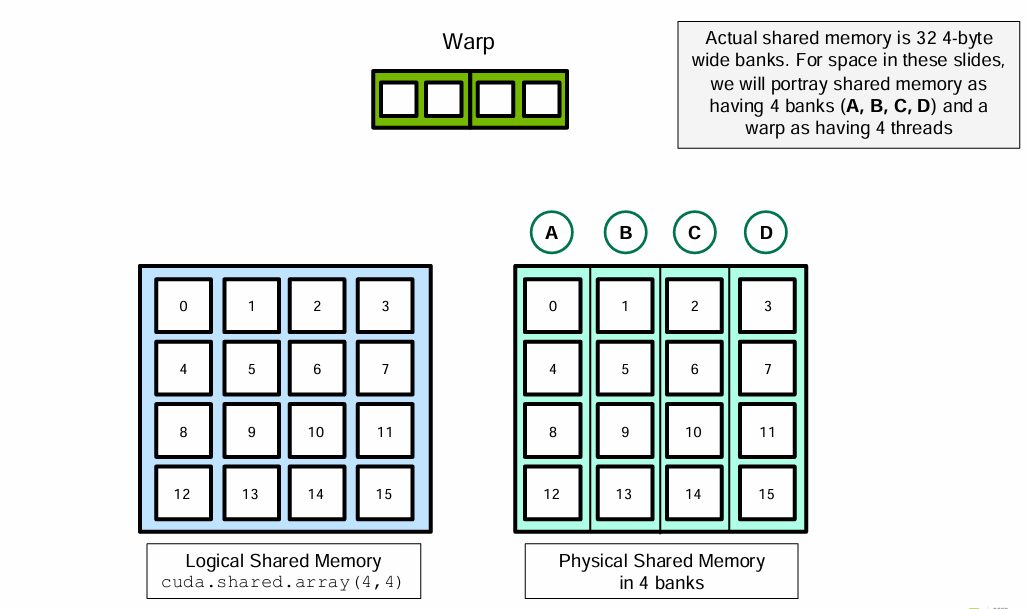 Warp
Actual shared memory is 32 4-byte
wide banks. For space in these slides,
we will portray shared memory as
having 4 banks (A, B, C, D) and a
warp as having 4 threads
A B C D
0 1 2 3
4 5 6 7
8 9 10 11
12 13 14 15
0 1 2 3
4 5 6 7
8 9 10 11
12 13 14 15
Logical Shared Memory
cuda.shared.array(4,4)
Physical Shared Memory
in 4 banks